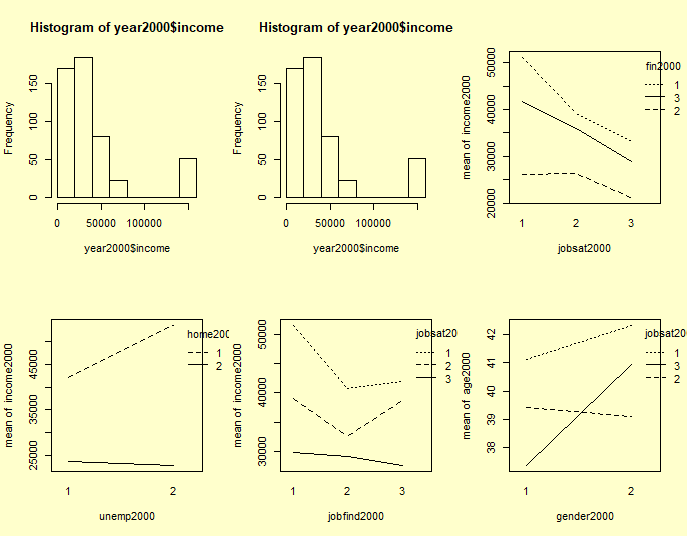 Histogram of year2000$income
Frequency
0 50 100 150
0 50000 100000
year2000$income
Histogram of year2000$income
Frequency
0 50 100 150
0 50000 100000
year2000$income
mean of income2000
20000 30000 40000 50000
1 2 3
jobsat2000
fin2000
1
3
2
mean of income2000
25000 35000 45000
1 2
unemp2000
home200
1
2
mean of income2000
30000 40000 50000
1 2 3
jobfind2000
jobsat20
1
2
3
mean of age2000
38 39 40 41 42
1 2
gender2000
jobsat200
1
3
2